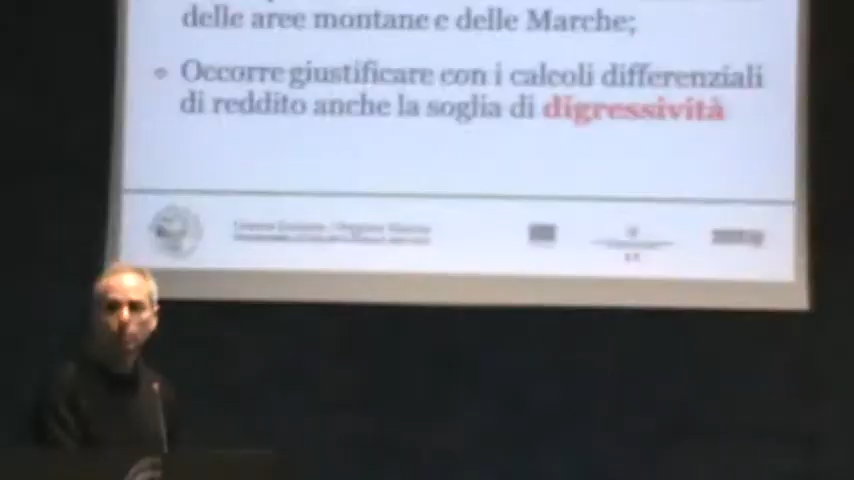 delle aree montane e delle Marche;
Occorre giustificare con i calcoli differenziali
di reddito anche la soglia di digressività